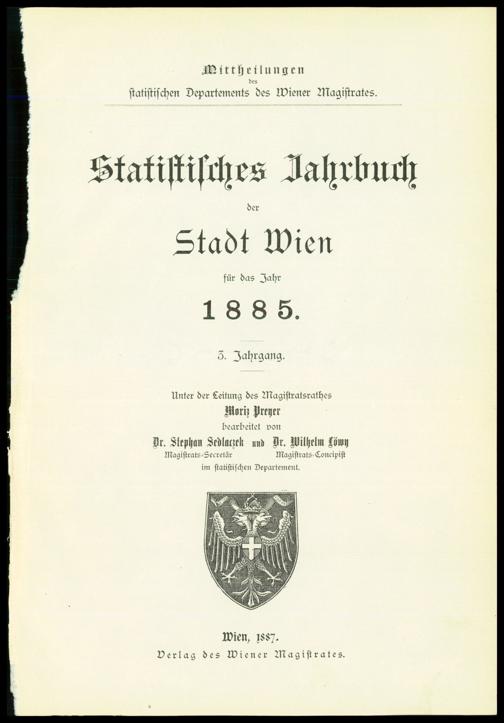 Mittheilungen
des
statistischen Departements des Wiener Magistrates.
Statistisches Jahrbuch
der
Stadt Wien
für das Jahr
1885.
3. Jahrgang.
Unter der Leitung des Magistratsrathes
Moriz Preyer
bearbeitet von
Dr. Stephan Sedlaczek und Dr. Wilhelm Löwy
Magistrats-Secretär Magistrats-Concipist
im statistischen Departement.
Wien, 1887.
Verlag des Wiener Magistrates.